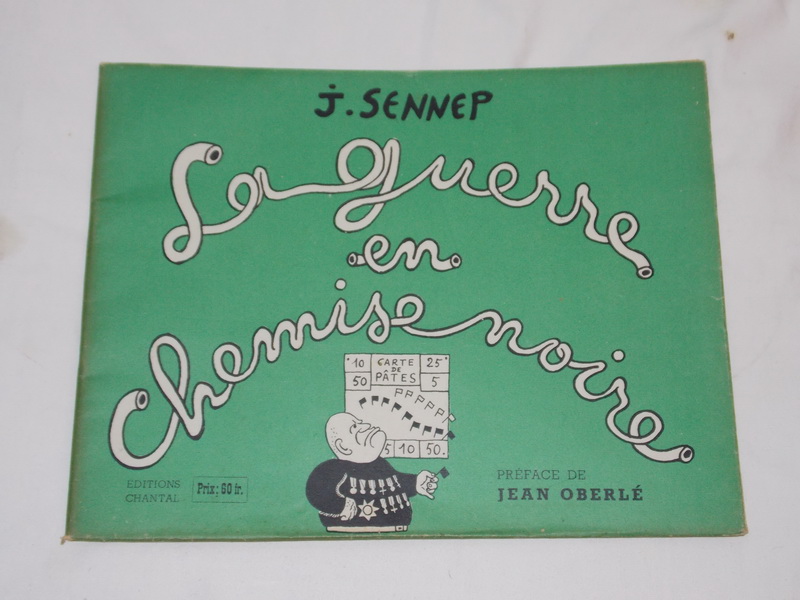 J. SENNEP
La guerre
en
chemise noire
10 CARTE 25
DE
50 PÂTES 5
5 10 50.
ÉDITIONS
CHANTAL
Prix: 60 fr.
PRÉFACE DE
JEAN OBERLÉ